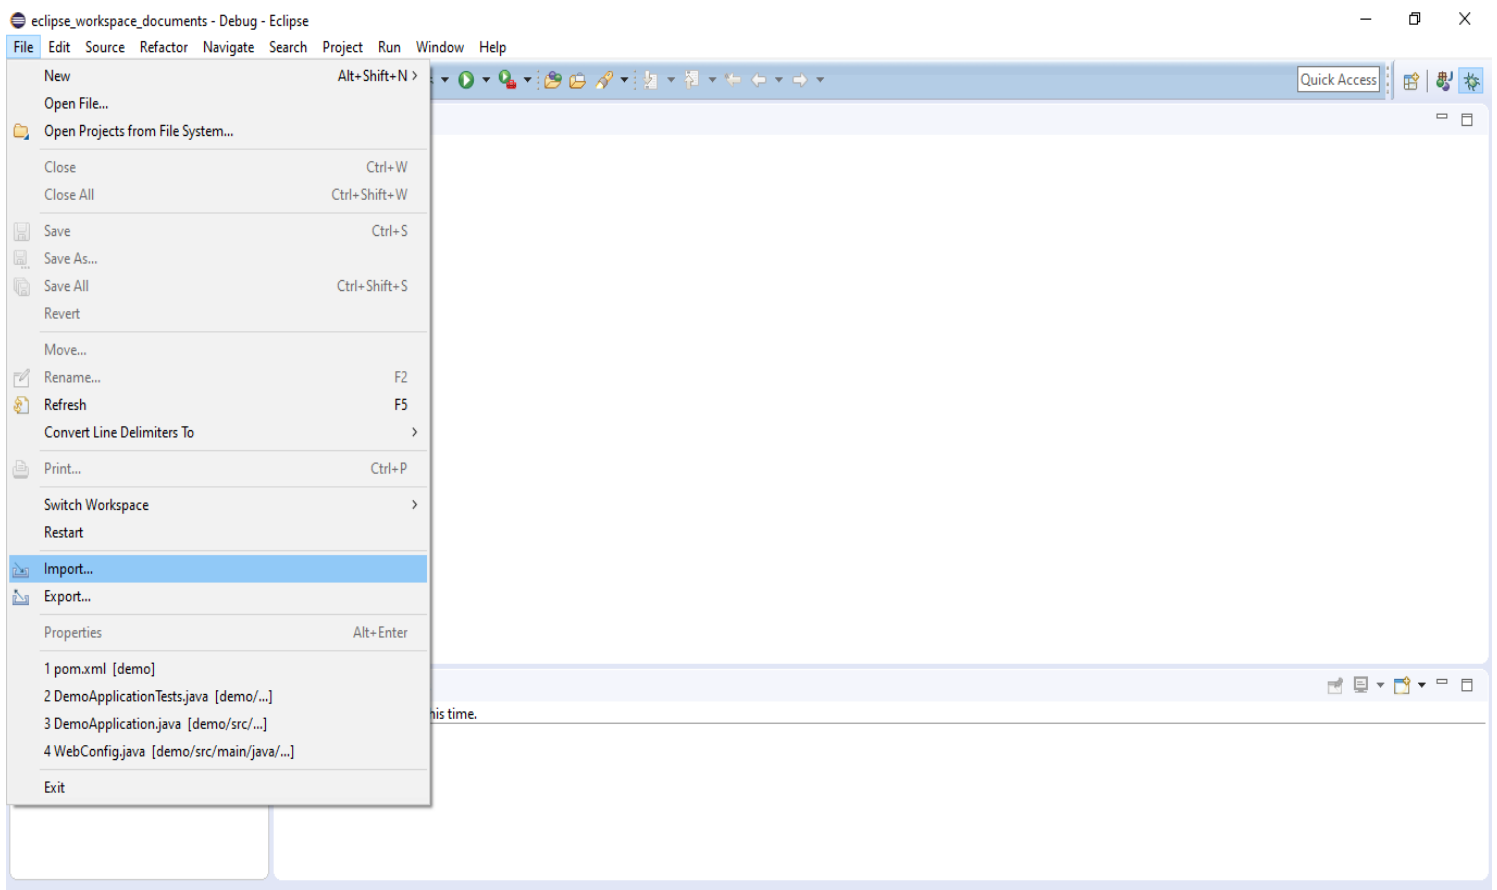 eclipse_workspace_documents - Debug - Eclipse
File Edit Source Refactor Navigate Search Project Run Window Help
New Alt+Shift+N >
Quick Access
Open File...
Open Projects from File System...
Close Ctrl+W
Close All Ctrl+Shift+W
Save Ctrl+S
Save As...
Save All Ctrl+Shift+S
Revert
Move...
Rename... F2
Refresh F5
Convert Line Delimiters To >
Print... Ctrl+P
Switch Workspace >
Restart
Import...
Export...
Properties Alt+Enter
1 pom.xml [demo]
2 DemoApplicationTests.java [demo/...]
his time.
3 DemoApplication.java [demo/src/...]
4 WebConfig.java [demo/src/main/java/...]
Exit